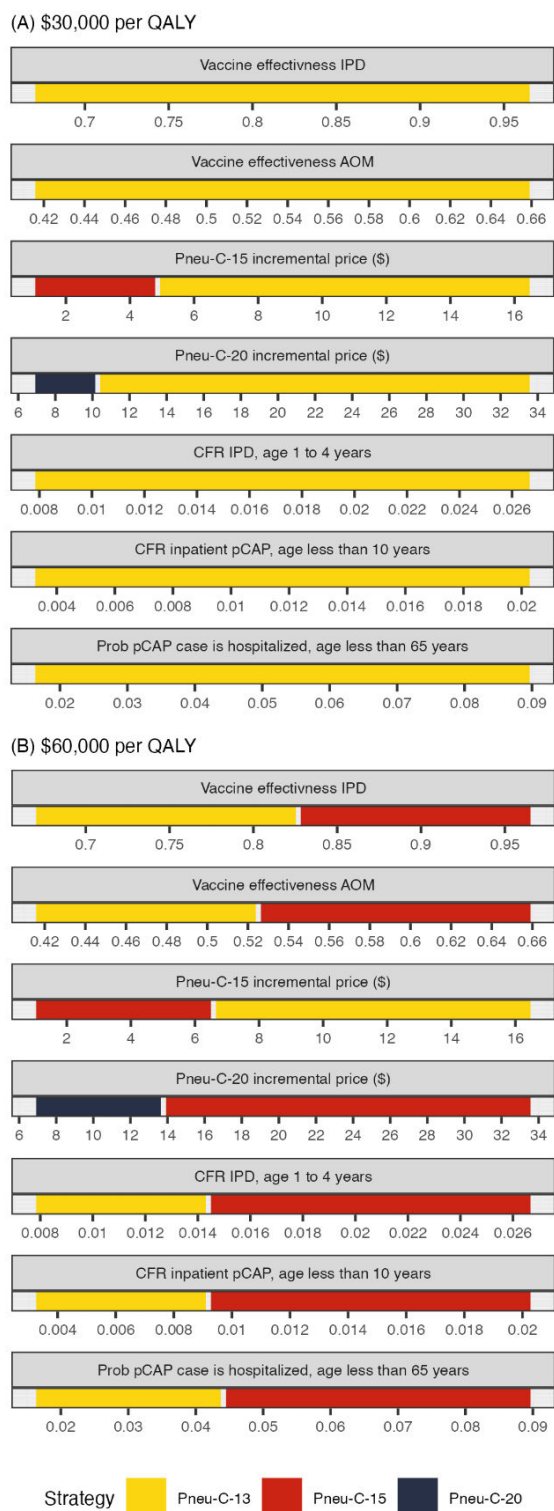 (A) $30,000 per QALY
Vaccine effectivness IPD
0.7 0.75 0.8 0.85 0.9 0.95
Vaccine effectiveness AOM
0.42 0.44 0.46 0.48 0.5 0.52 0.54 0.56 0.58 0.6 0.62 0.64 0.66
Pneu-C-15 incremental price ($)
2 4 6 8 10 12 14 16
Pneu-C-20 incremental price ($)
6 8 10 12 14 16 18 20 22 24 26 28 30 32 34
CFR IPD, age 1 to 4 years
0.008 0.01 0.012 0.014 0.016 0.018 0.02 0.022 0.024 0.026
CFR inpatient pCAP, age less than 10 years
0.004 0.006 0.008 0.01 0.012 0.014 0.016 0.018 0.02
Prob pCAP case is hospitalized, age less than 65 years
0.02 0.03 0.04 0.05 0.06 0.07 0.08 0.09
(B) $60,000 per QALY
Vaccine effectivness IPD
0.7 0.75 0.8 0.85 0.9 0.95
Vaccine effectiveness AOM
0.42 0.44 0.46 0.48 0.5 0.52 0.54 0.56 0.58 0.6 0.62 0.64 0.66
Pneu-C-15 incremental price ($)
2 4 6 8 10 12 14 16
Pneu-C-20 incremental price ($)
6 8 10 12 14 16 18 20 22 24 26 28 30 32 34
CFR IPD, age 1 to 4 years
0.008 0.01 0.012 0.014 0.016 0.018 0.02 0.022 0.024 0.026
CFR inpatient pCAP, age less than 10 years
0.004 0.006 0.008 0.01 0.012 0.014 0.016 0.018 0.02
Prob pCAP case is hospitalized, age less than 65 years
0.02 0.03 0.04 0.05 0.06 0.07 0.08 0.09
Strategy Pneu-C-13 Pneu-C-15 Pneu-C-20